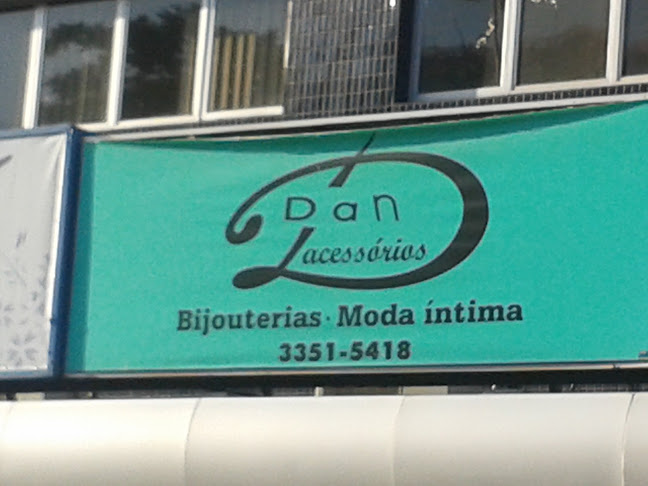 Dan
acessórios
Bijouterias · Moda íntima
3351-5418